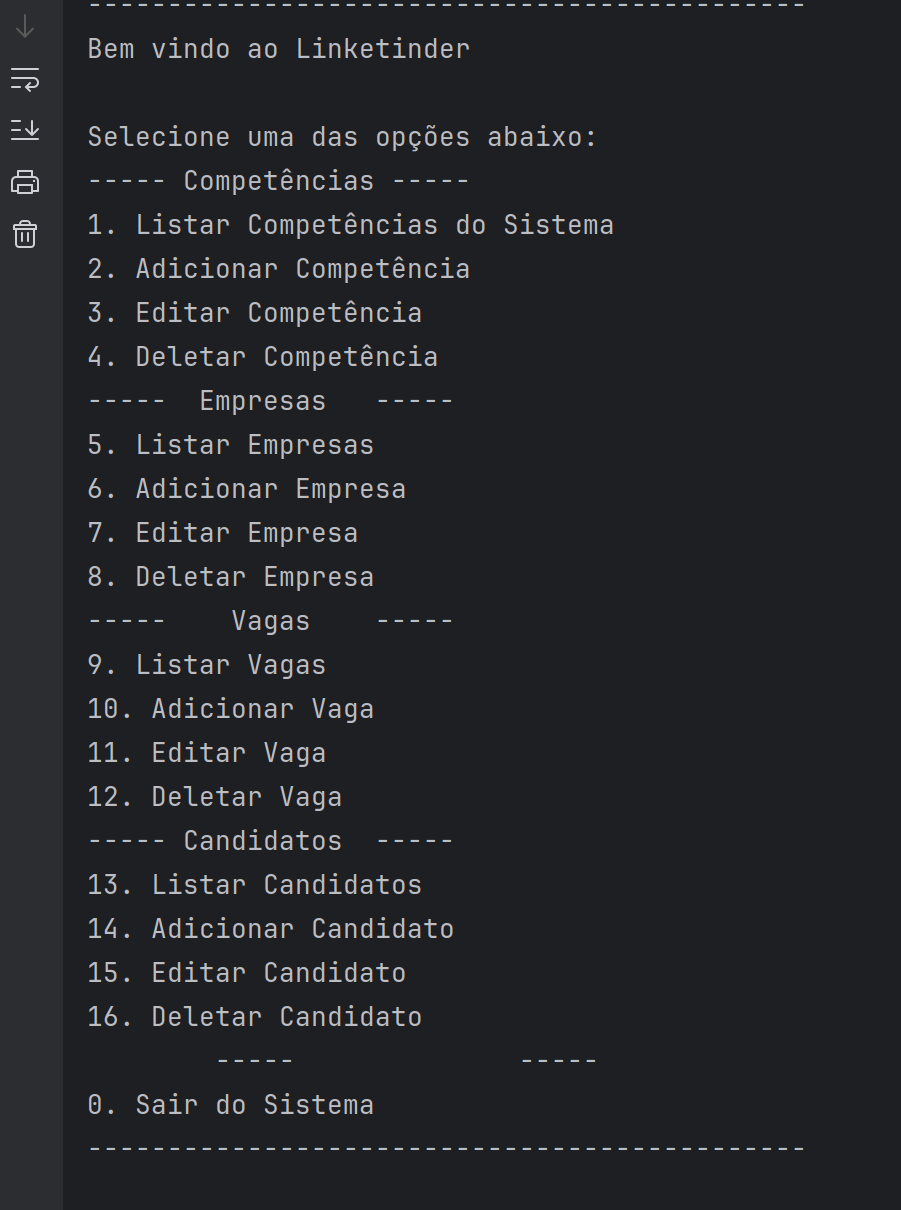 ---------------------------------------------
Bem vindo ao Linketinder

Selecione uma das opções abaixo:
----- Competências -----
1. Listar Competências do Sistema
2. Adicionar Competência
3. Editar Competência
4. Deletar Competência
-----  Empresas   -----
5. Listar Empresas
6. Adicionar Empresa
7. Editar Empresa
8. Deletar Empresa
-----    Vagas    -----
9. Listar Vagas
10. Adicionar Vaga
11. Editar Vaga
12. Deletar Vaga
----- Candidatos  -----
13. Listar Candidatos
14. Adicionar Candidato
15. Editar Candidato
16. Deletar Candidato
        -----              -----
0. Sair do Sistema
---------------------------------------------